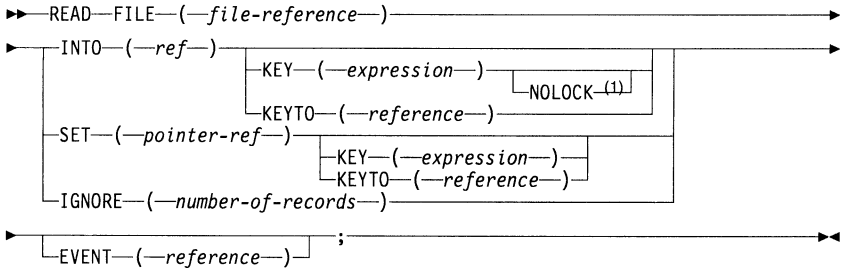 READ FILE (file-reference)
INTO (ref)
KEY (expression)
NOLOCK (1)
KEYTO (reference)
SET (pointer-ref)
KEY (expression)
KEYTO (reference)
IGNORE (number-of-records)
EVENT (reference) ;